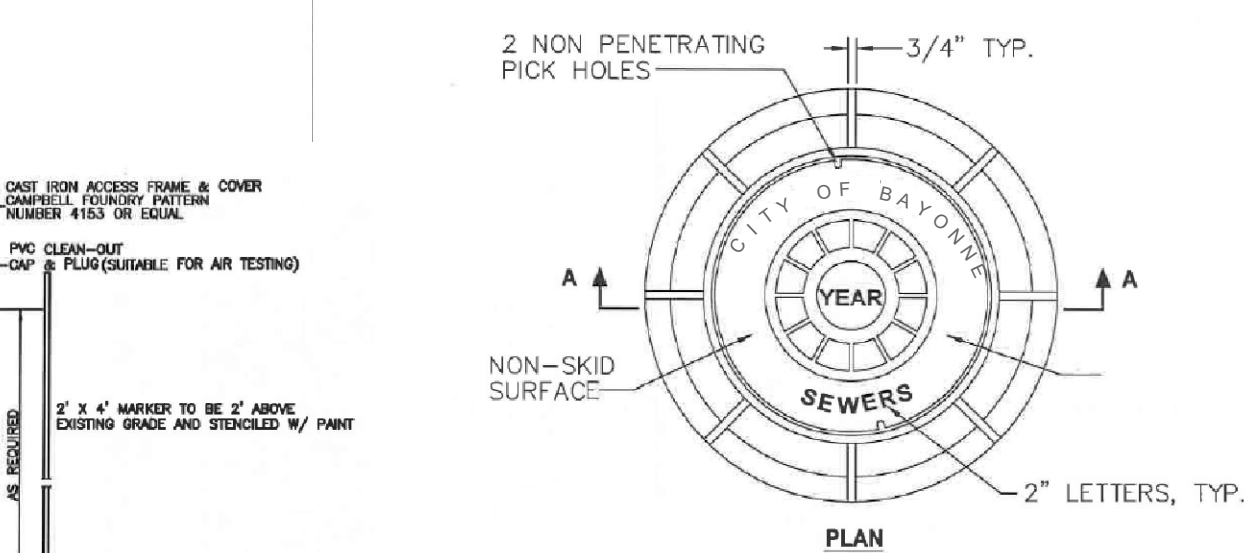 CAST IRON ACCESS FRAME & COVER
CAMPBELL FOUNDRY PATTERN
NUMBER 4153 OR EQUAL
PVC CLEAN-OUT
CAP & PLUG (SUITABLE FOR AIR TESTING)
2' X 4' MARKER TO BE 2' ABOVE
EXISTING GRADE AND STENCILED W/ PAINT
AS REQUIRED
2 NON PENETRATING
PICK HOLES
3/4" TYP.
CITY OF BAYONNE
A
A
YEAR
NON-SKID
SURFACE
SEWERS
2" LETTERS, TYP.
PLAN